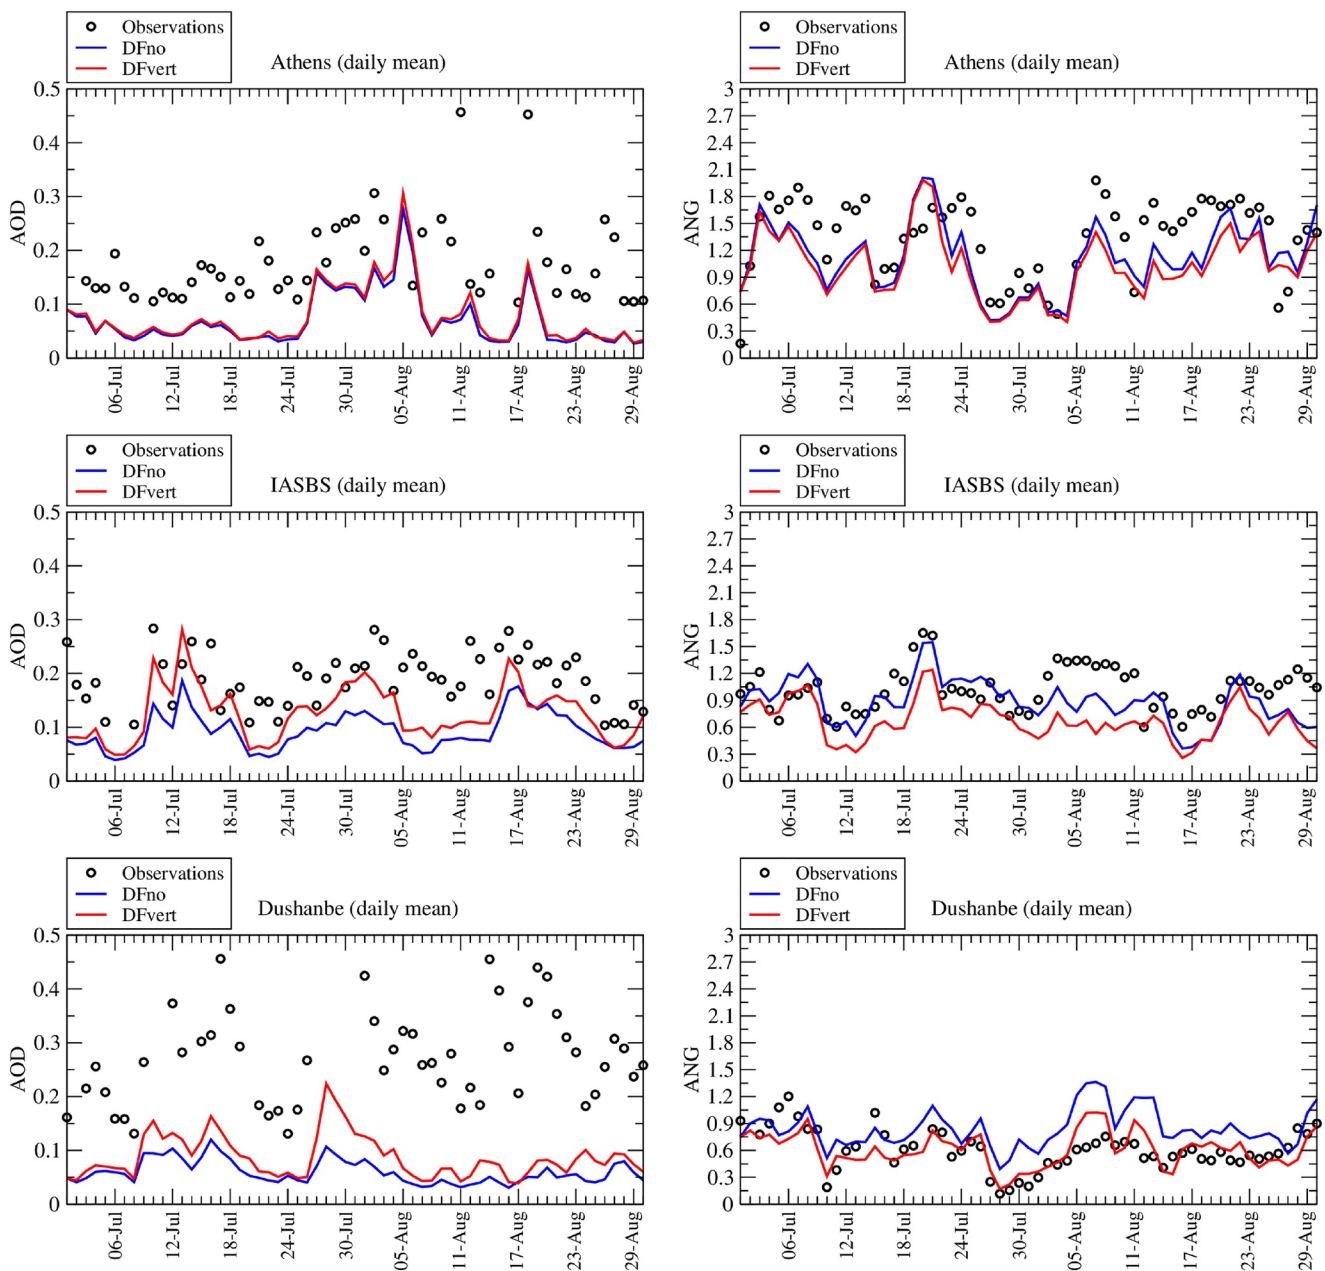 Observations
DFno
DFvert
Athens (daily mean)
AOD
0.5
0.4
0.3
0.2
0.1
0
06-Jul
12-Jul
18-Jul
24-Jul
30-Jul
05-Aug
11-Aug
17-Aug
23-Aug
29-Aug
Observations
DFno
DFvert
Athens (daily mean)
ANG
3
2.7
2.4
2.1
1.8
1.5
1.2
0.9
0.6
0.3
0
06-Jul
12-Jul
18-Jul
24-Jul
30-Jul
05-Aug
11-Aug
17-Aug
23-Aug
29-Aug
Observations
DFno
DFvert
IASBS (daily mean)
AOD
0.5
0.4
0.3
0.2
0.1
0
06-Jul
12-Jul
18-Jul
24-Jul
30-Jul
05-Aug
11-Aug
17-Aug
23-Aug
29-Aug
Observations
DFno
DFvert
IASBS (daily mean)
ANG
3
2.7
2.4
2.1
1.8
1.5
1.2
0.9
0.6
0.3
0
06-Jul
12-Jul
18-Jul
24-Jul
30-Jul
05-Aug
11-Aug
17-Aug
23-Aug
29-Aug
Observations
DFno
DFvert
Dushanbe (daily mean)
AOD
0.5
0.4
0.3
0.2
0.1
0
06-Jul
12-Jul
18-Jul
24-Jul
30-Jul
05-Aug
11-Aug
17-Aug
23-Aug
29-Aug
Observations
DFno
DFvert
Dushanbe (daily mean)
ANG
3
2.7
2.4
2.1
1.8
1.5
1.2
0.9
0.6
0.3
0
06-Jul
12-Jul
18-Jul
24-Jul
30-Jul
05-Aug
11-Aug
17-Aug
23-Aug
29-Aug